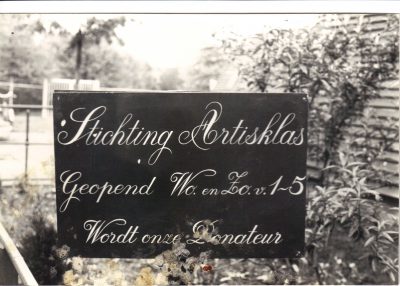 Stichting Artisklas
Geopend Wo. en Zo. v. 1-5
Wordt onze Donateur